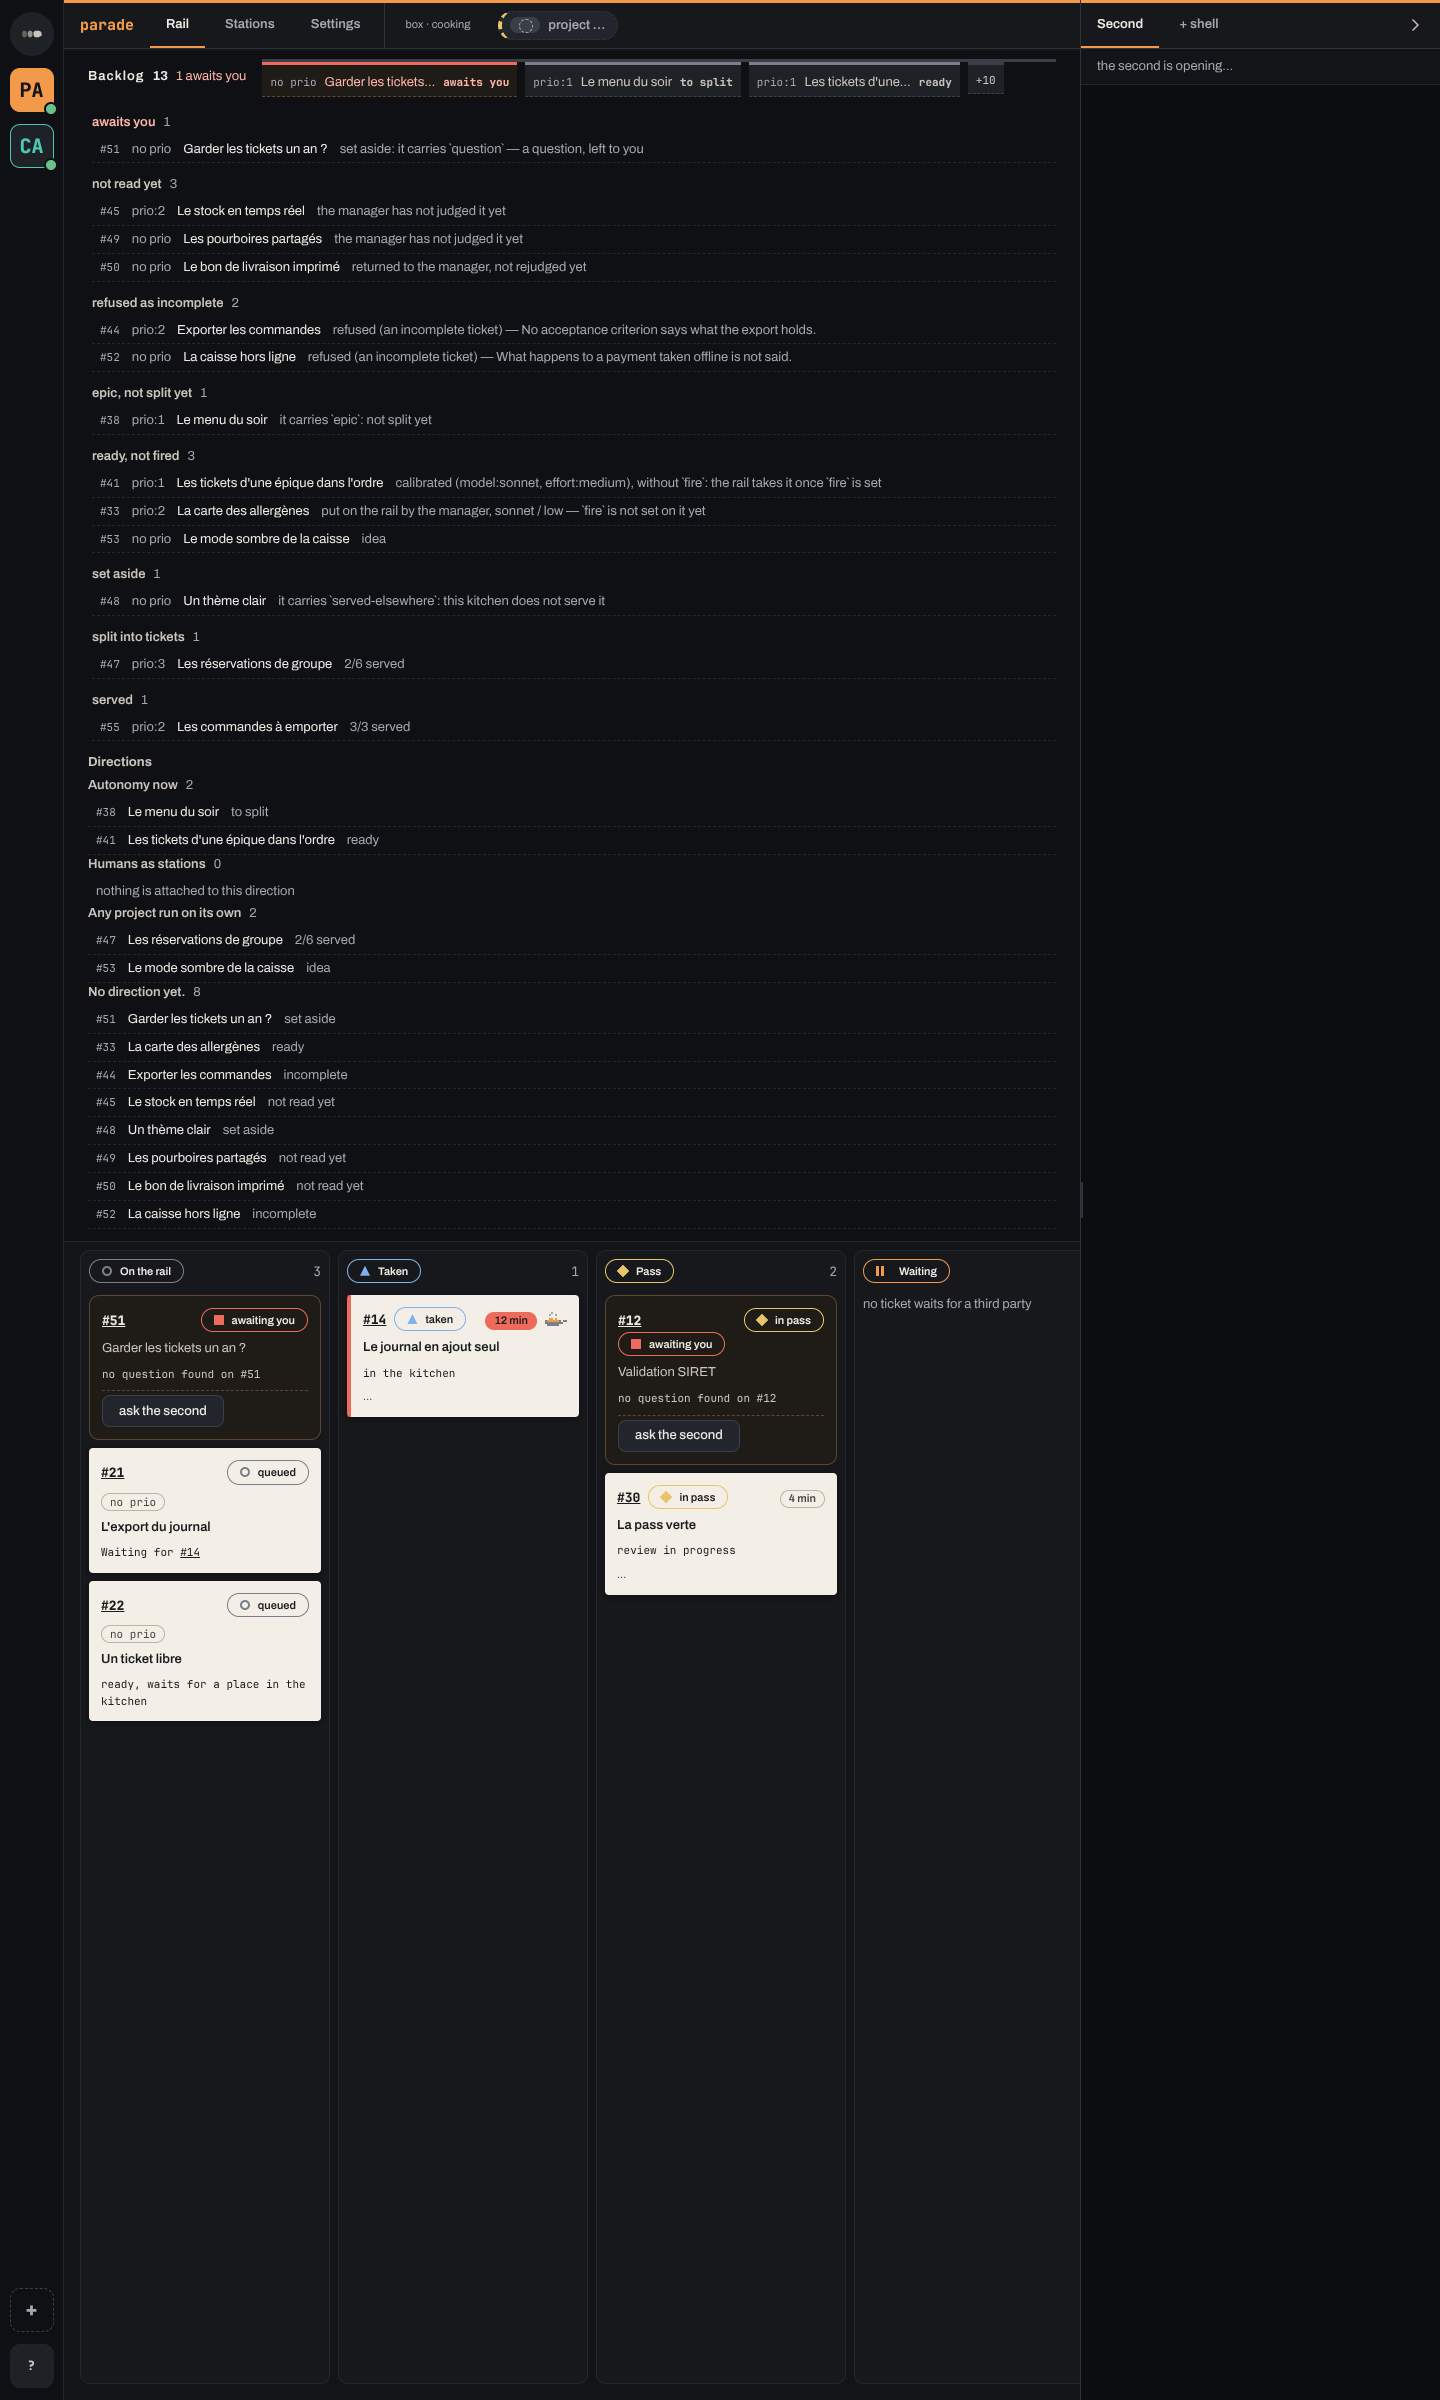 parade Rail Stations Settings box · cooking project ...
Second + shell
the second is opening...
PA
CA
Backlog 13 1 awaits you
no prio Garder les tickets... awaits you
prio:1 Le menu du soir to split
prio:1 Les tickets d'une... ready
+10
awaits you 1
#51 no prio Garder les tickets un an ? set aside: it carries `question` — a question, left to you
not read yet 3
#45 prio:2 Le stock en temps réel the manager has not judged it yet
#49 no prio Les pourboires partagés the manager has not judged it yet
#50 no prio Le bon de livraison imprimé returned to the manager, not rejudged yet
refused as incomplete 2
#44 prio:2 Exporter les commandes refused (an incomplete ticket) — No acceptance criterion says what the export holds.
#52 no prio La caisse hors ligne refused (an incomplete ticket) — What happens to a payment taken offline is not said.
epic, not split yet 1
#38 prio:1 Le menu du soir it carries `epic`: not split yet
ready, not fired 3
#41 prio:1 Les tickets d'une épique dans l'ordre calibrated (model:sonnet, effort:medium), without `fire`: the rail takes it once `fire` is set
#33 prio:2 La carte des allergènes put on the rail by the manager, sonnet / low — `fire` is not set on it yet
#53 no prio Le mode sombre de la caisse idea
set aside 1
#48 no prio Un thème clair it carries `served-elsewhere`: this kitchen does not serve it
split into tickets 1
#47 prio:3 Les réservations de groupe 2/6 served
served 1
#55 prio:2 Les commandes à emporter 3/3 served
Directions
Autonomy now 2
#38 Le menu du soir to split
#41 Les tickets d'une épique dans l'ordre ready
Humans as stations 0
nothing is attached to this direction
Any project run on its own 2
#47 Les réservations de groupe 2/6 served
#53 Le mode sombre de la caisse idea
No direction yet. 8
#51 Garder les tickets un an ? set aside
#33 La carte des allergènes ready
#44 Exporter les commandes incomplete
#45 Le stock en temps réel not read yet
#48 Un thème clair set aside
#49 Les pourboires partagés not read yet
#50 Le bon de livraison imprimé not read yet
#52 La caisse hors ligne incomplete
On the rail 3
#51 awaiting you
Garder les tickets un an ?
no question found on #51
ask the second
#21 queued
no prio
L'export du journal
Waiting for #14
#22 queued
no prio
Un ticket libre
ready, waits for a place in the
kitchen
Taken 1
#14 taken 12 min
Le journal en ajout seul
in the kitchen
...
Pass 2
#12 in pass
awaiting you
Validation SIRET
no question found on #12
ask the second
#30 in pass 4 min
La pass verte
review in progress
...
Waiting
no ticket waits for a third party
+
?